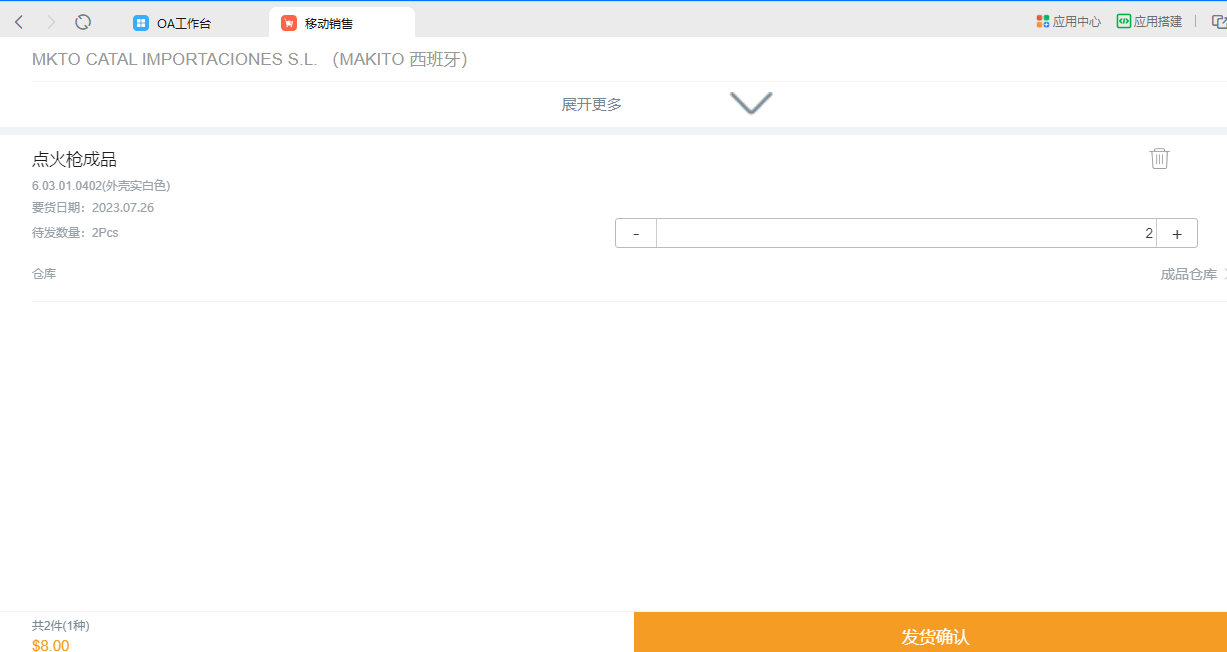 OA工作台
移动销售
应用中心
应用搭建
MKTO CATAL IMPORTACIONES S.L. （MAKITO 西班牙）
展开更多
点火枪成品
6.03.01.0402(外壳实白色)
要货日期：2023.07.26
待发数量：2Pcs
- 2 +
仓库
成品仓库
共2件(1种)
$8.00
发货确认